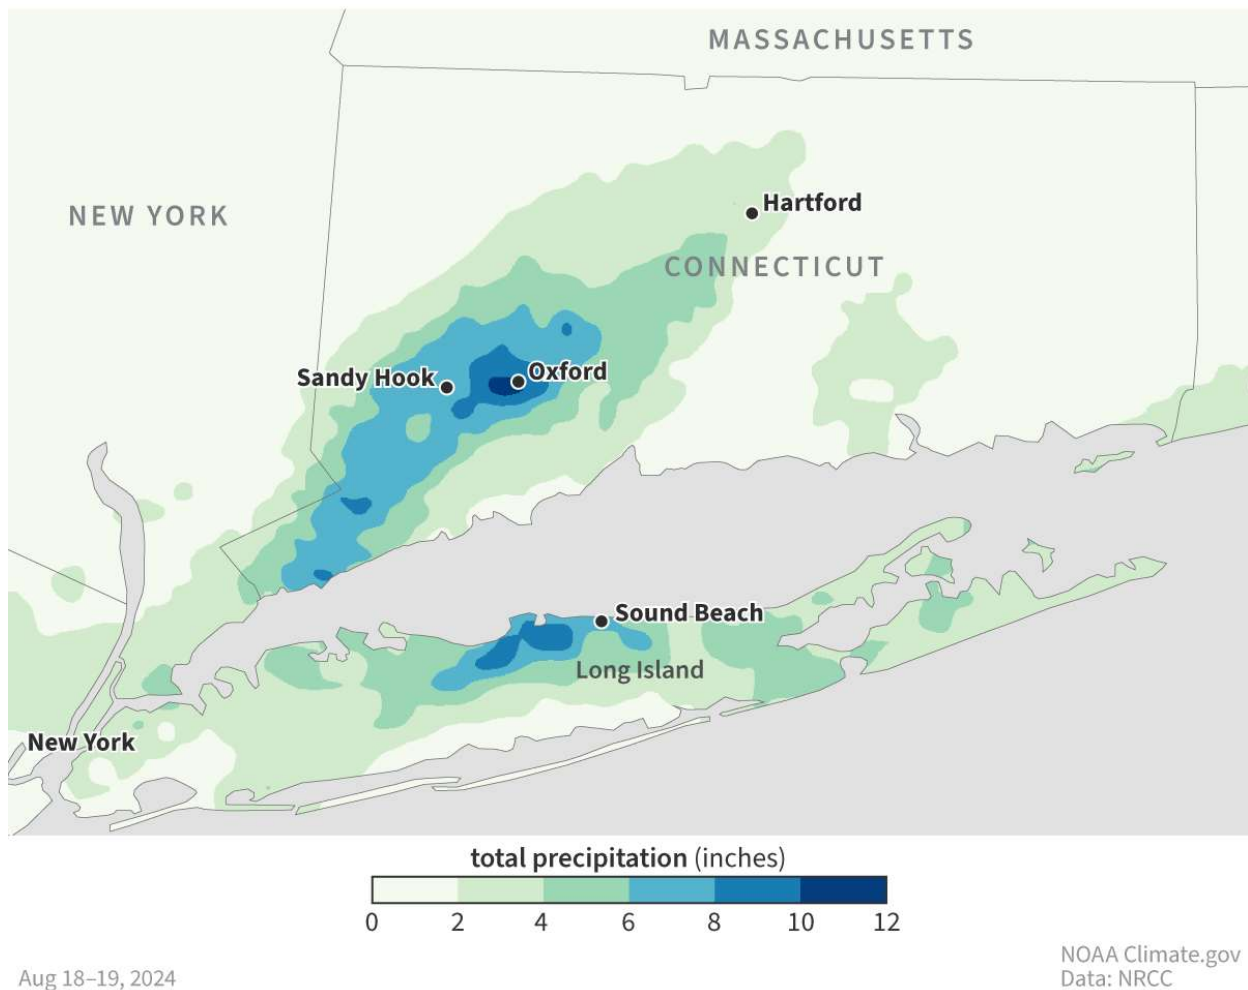 MASSACHUSETTS
Hartford
NEW YORK
CONNECTICUT
Oxford
Sandy Hook
Sound Beach
Long Island
New York
total precipitation (inches)
0 2 4 6 8 10 12
NOAA Climate.gov
Aug 18–19, 2024
Data: NRCC